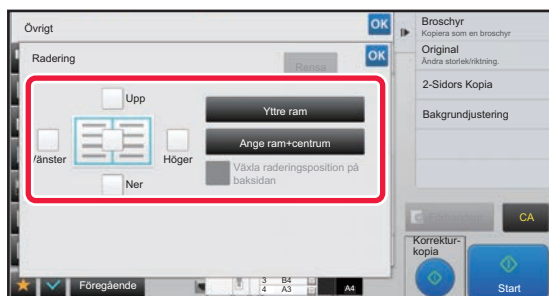 Övrigt
OK
Radering
Rensa
OK
Upp
Vänster
Höger
Ner
Yttre ram
Ange ram+centrum
Växla raderingsposition på
baksidan
Föregående
3 B4
4 A3
A4
Broschyr
Kopiera som en broschyr
Original
Ändra storlek/riktning.
2-Sidors Kopia
Bakgrundjustering
CA
Korrektur-
kopia
Start